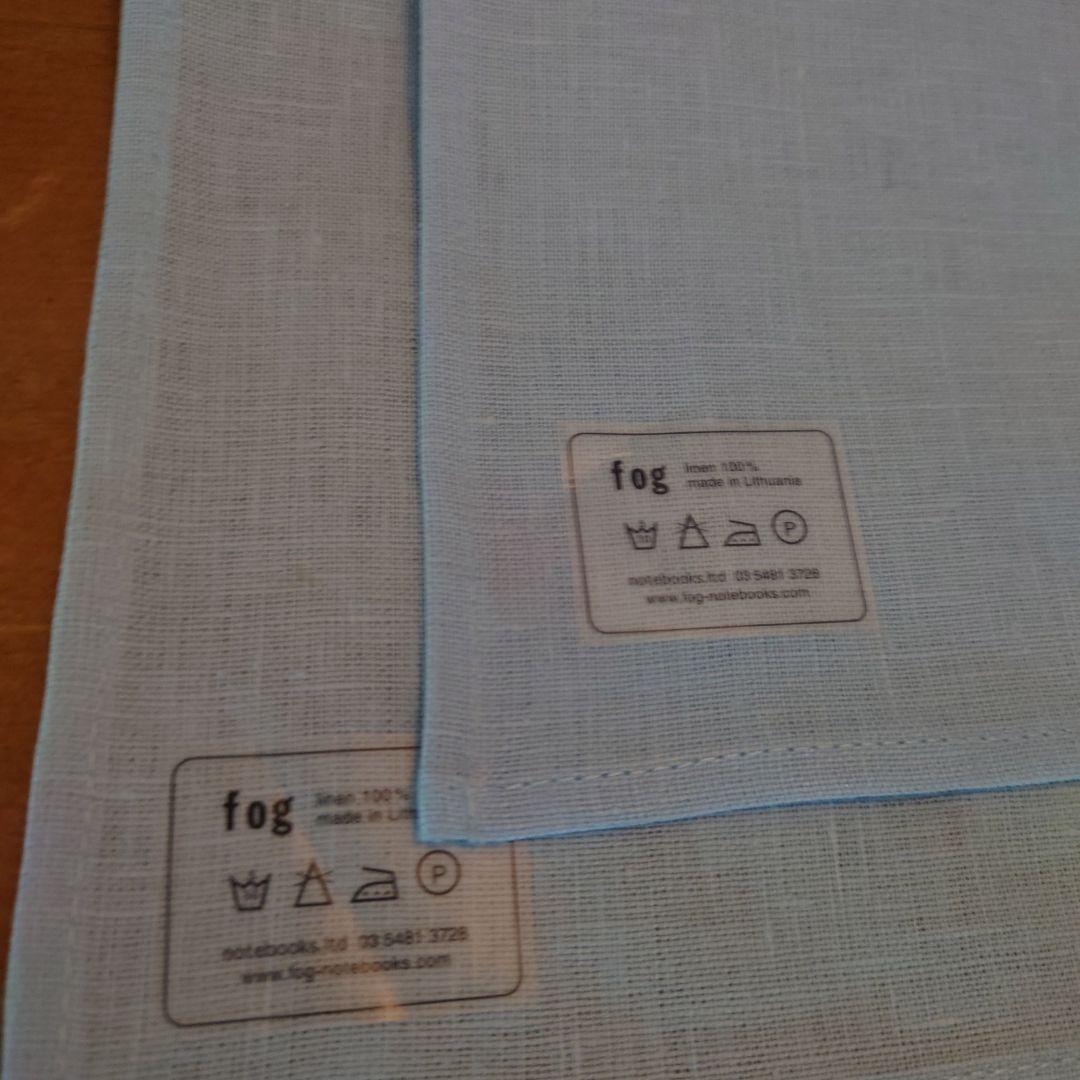 fog
linen 100%
made in Lithuania
P
notebooks.ltd 03 5481 3728
www.fog-notebooks.com
fog
linen 100%
made in Lith
P
notebooks.ltd 03 5481 3728
www.fog-notebooks.com